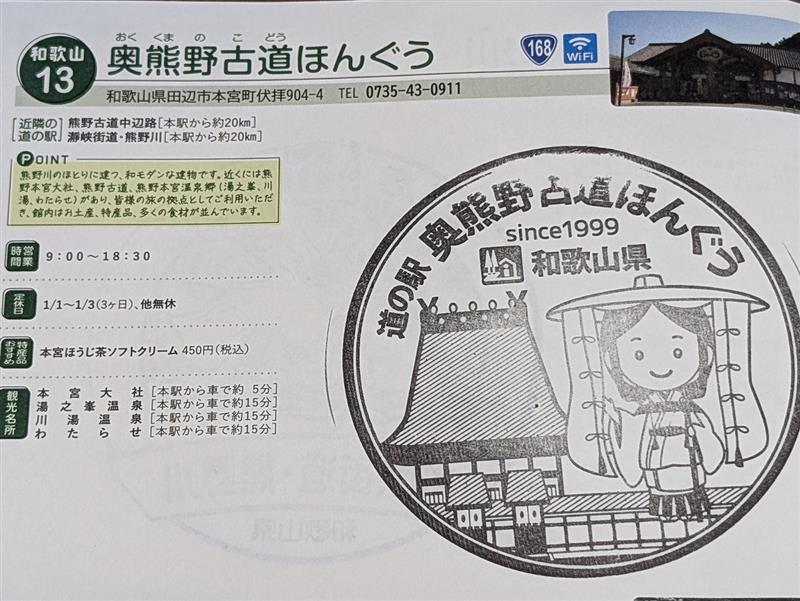 和歌山
13
おくくまのこどう
奥熊野古道ほんぐう
168
WiFi
和歌山県田辺市本宮町伏拝904-4 TEL 0735-43-0911
[近隣の道の駅] 熊野古道中辺路[本駅から約20km]
瀞峡街道・熊野川[本駅から約20km]
POINT
熊野川のほとりに建つ、和モダンな建物です。近くには熊
野本宮大社、熊野古道、熊野本宮温泉郷(湯之峯、川
湯、わたらせ)があり、皆様の旅の拠点としてご利用いただ
き、館内はお土産、特産品、多くの食材が並んでいます。
営業時間 9:00～18:30
定休日 1/1～1/3(3ヶ日)、他無休
特産品おすすめ 本宮ほうじ茶ソフトクリーム 450円(税込)
観光名所
本宮大社[本駅から車で約 5分]
湯之峯温泉[本駅から車で約15分]
川湯温泉[本駅から車で約15分]
わたらせ[本駅から車で約15分]
道の駅 奥熊野古道ほんぐう
since1999
和歌山県